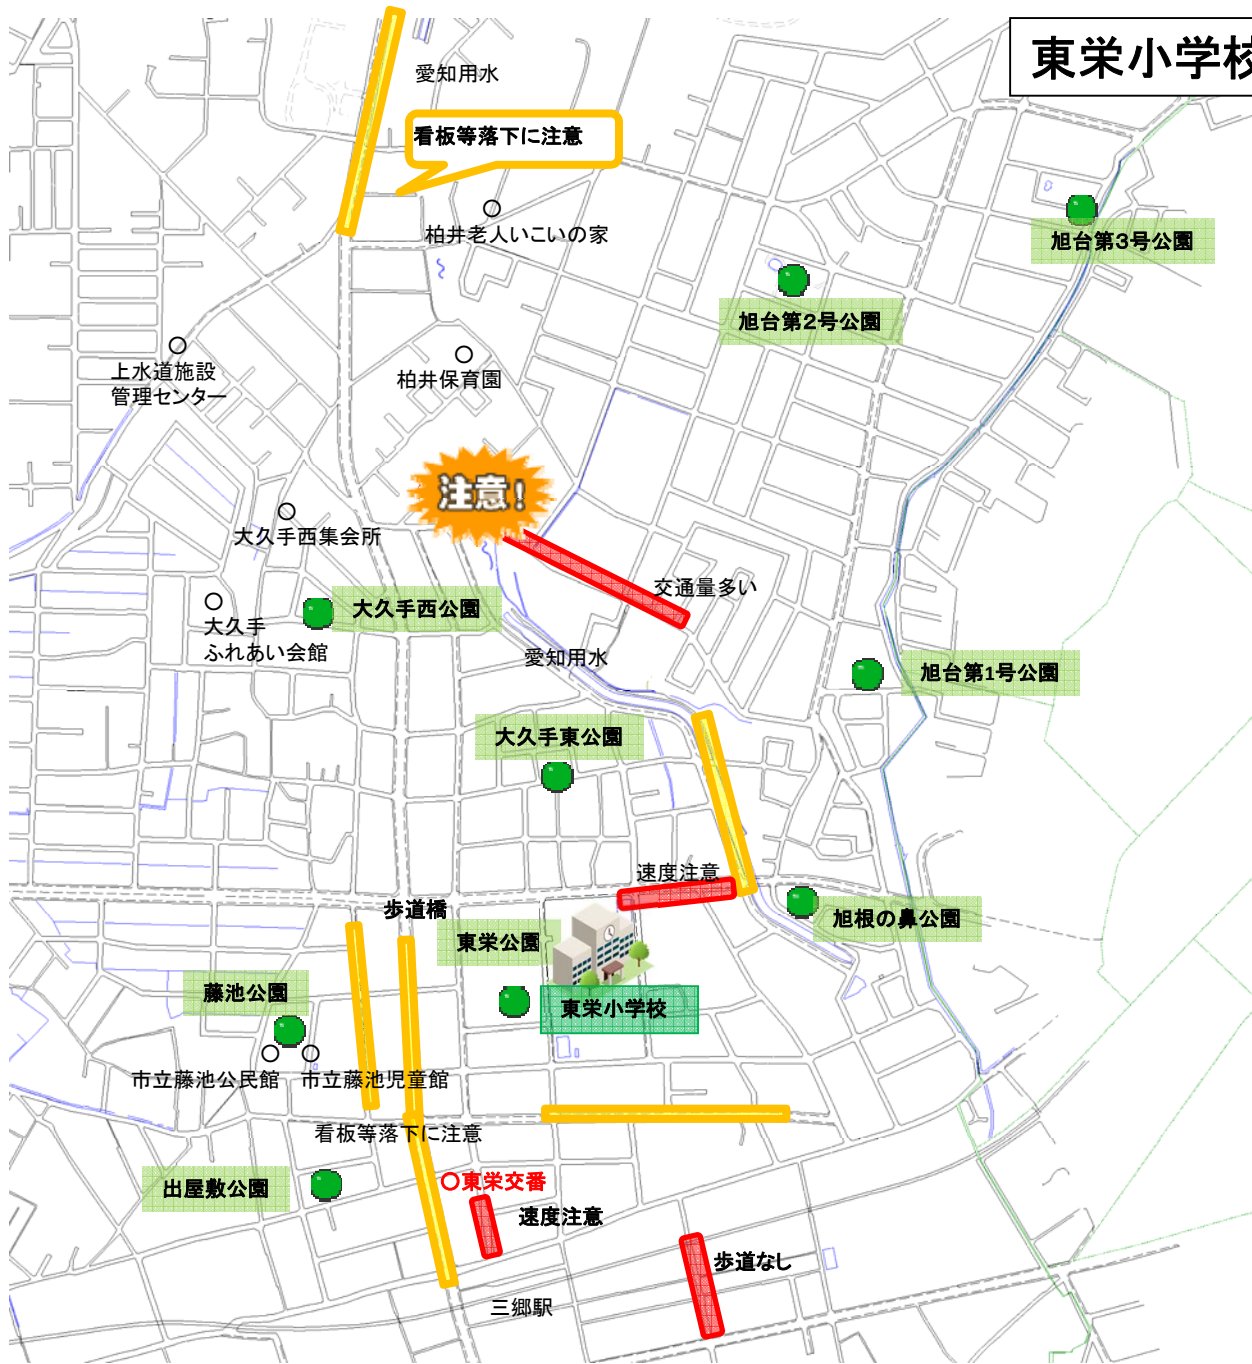 東栄小学校
愛知用水
看板等落下に注意
柏井老人いこいの家
旭台第3号公園
旭台第2号公園
上水道施設
管理センター
柏井保育園
注意!
大久手西集会所
交通量多い
大久手西公園
大久手
ふれあい会館
愛知用水
旭台第1号公園
大久手東公園
速度注意
歩道橋
東栄公園
旭根の鼻公園
藤池公園
東栄小学校
市立藤池公民館
市立藤池児童館
看板等落下に注意
出屋敷公園
東栄交番
速度注意
歩道なし
三郷駅